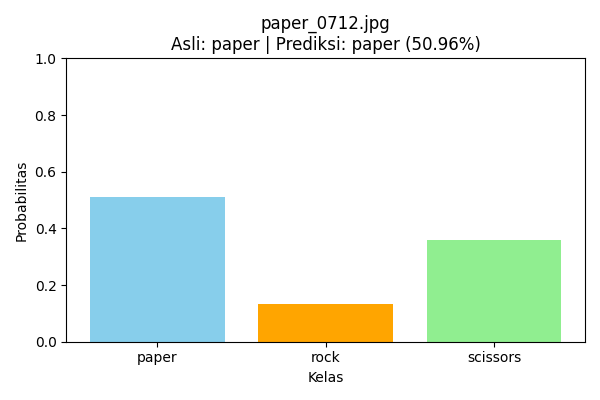 paper_0712.jpg
Asli: paper | Prediksi: paper (50.96%)
1.0
0.8
0.6
0.4
0.2
0.0
Probabilitas
paper
rock
scissors
Kelas